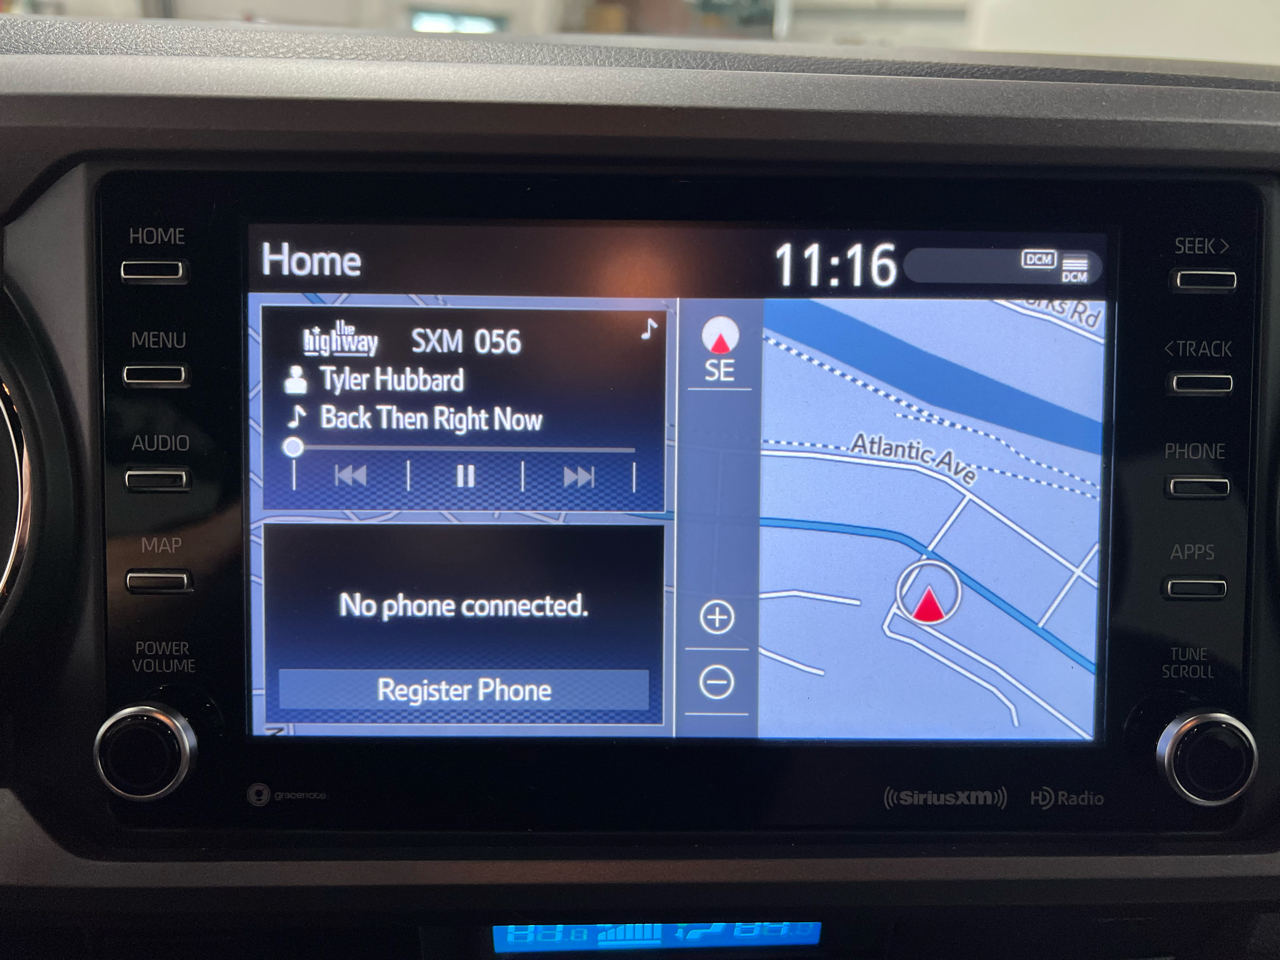 HOME
MENU
AUDIO
MAP
POWER
VOLUME
Home
11:16
DCM
DCM
the
highway
SXM 056
Tyler Hubbard
Back Then Right Now
No phone connected.
Register Phone
SE
Atlantic Ave
rks Rd
SEEK >
< TRACK
PHONE
APPS
TUNE
SCROLL
gracenote
((SiriusXM))
HD Radio